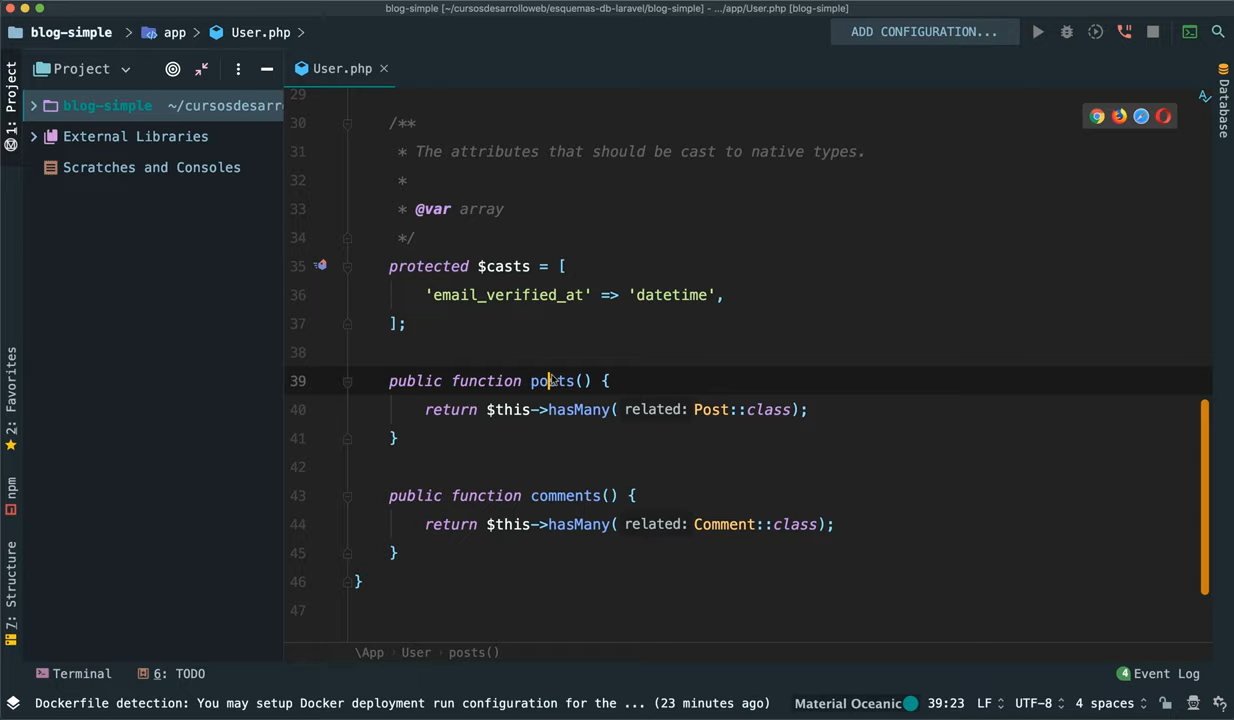 blog-simple [~/cursosdesarrolloweb/esquemas-db-laravel/blog-simple] - .../app/User.php [blog-simple]
blog-simple app User.php ADD CONFIGURATION...
1: Project
Project
User.php
blog-simple ~/cursosdesarr
External Libraries
Scratches and Consoles
Database
2: Favorites
npm
7: Structure
29
30 /**
31 * The attributes that should be cast to native types.
32 *
33 * @var array
34 */
35 protected $casts = [
36 'email_verified_at' => 'datetime',
37 ];
38
39 public function posts() {
40 return $this->hasMany( related: Post::class);
41 }
42
43 public function comments() {
44 return $this->hasMany( related: Comment::class);
45 }
46 }
47
\App User posts()
Terminal 6: TODO 4 Event Log
Dockerfile detection: You may setup Docker deployment run configuration for the ... (23 minutes ago) Material Oceanic 39:23 LF UTF-8 4 spaces